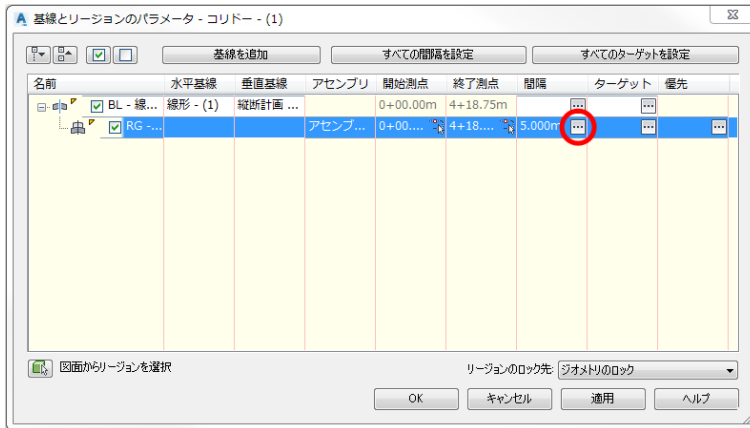 基線とリージョンのパラメータ - コリドー - (1)
基線を追加 すべての間隔を設定 すべてのターゲットを設定
名前 水平基線 垂直基線 アセンブリ 開始測点 終了測点 間隔 ターゲット 優先
BL - 線... 線形 - (1) 縦断計画 ... 0+00.00m 4+18.75m ... ...
RG -... アセンブ... 0+00.... 4+18.... 5.000m ... ... ...
図面からリージョンを選択 リージョンのロック先: ジオメトリのロック
OK キャンセル 適用 ヘルプ